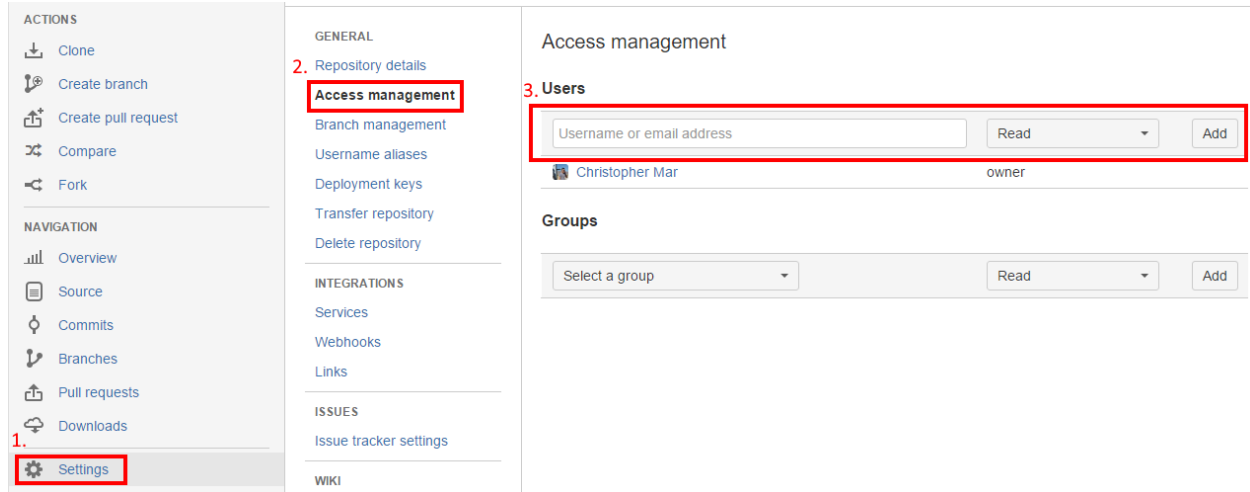 ACTIONS
Clone
Create branch
Create pull request
Compare
Fork
NAVIGATION
Overview
Source
Commits
Branches
Pull requests
Downloads
1.
Settings
GENERAL
2. Repository details
Access management
Branch management
Username aliases
Deployment keys
Transfer repository
Delete repository
INTEGRATIONS
Services
Webhooks
Links
ISSUES
Issue tracker settings
WIKI
Access management
3. Users
Username or email address Read Add
Christopher Mar owner
Groups
Select a group Read Add